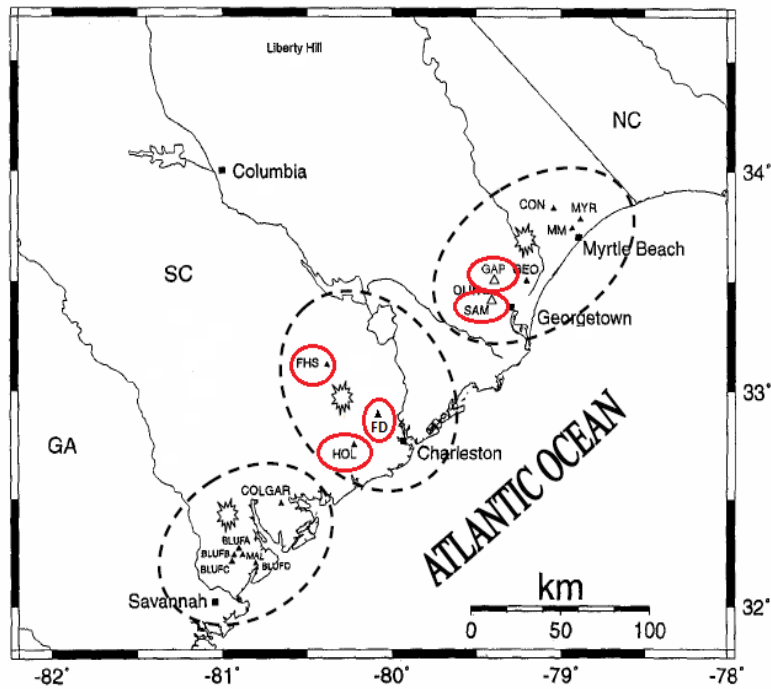 Liberty Hill
NC
Columbia
34°
CON
MYR
MM
Myrtle Beach
SC
GAP
GEO
SAM
Georgetown
FHS
33°
FD
HOL
Charleston
GA
ATLANTIC OCEAN
COLGAR
BLUFA
BLUFB
MAL
BLUFC
BLUFD
km
Savannah
32°
0 50 100
-82° -81° -80° -79° -78°